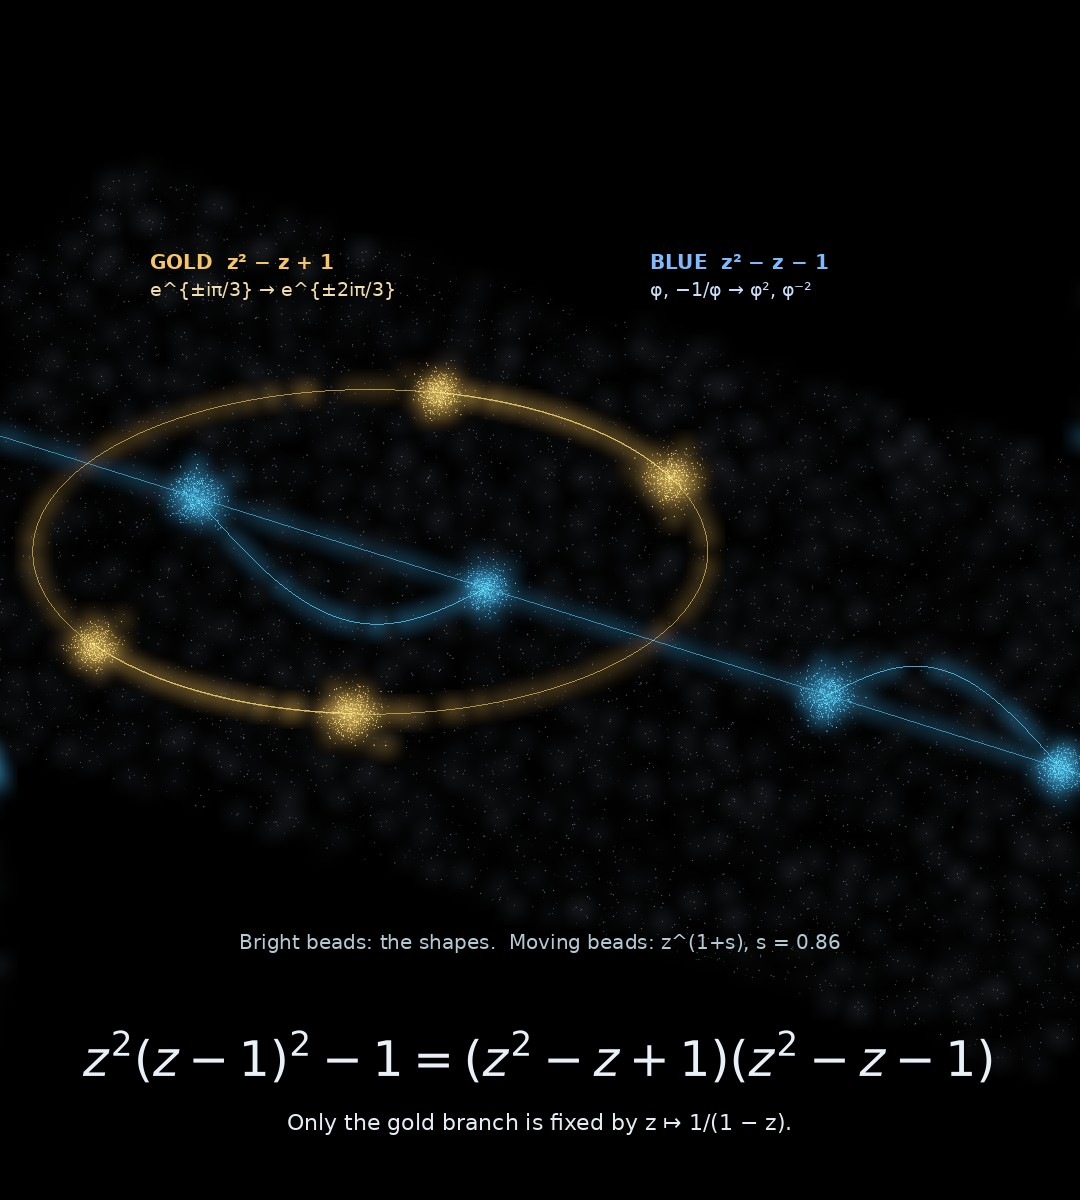 GOLD  z² − z + 1
e^{±iπ/3} → e^{±2iπ/3}
BLUE  z² − z − 1
φ, −1/φ → φ², φ⁻²
Bright beads: the shapes.  Moving beads: z^(1+s), s = 0.86
z²(z − 1)² − 1 = (z² − z + 1)(z² − z − 1)
Only the gold branch is fixed by z ↦ 1/(1 − z).